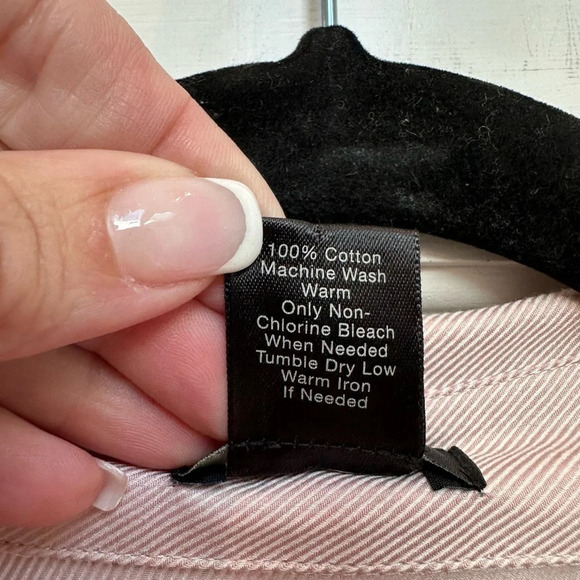 100% Cotton
Machine Wash
Warm
Only Non-
Chlorine Bleach
When Needed
Tumble Dry Low
Warm Iron
If Needed